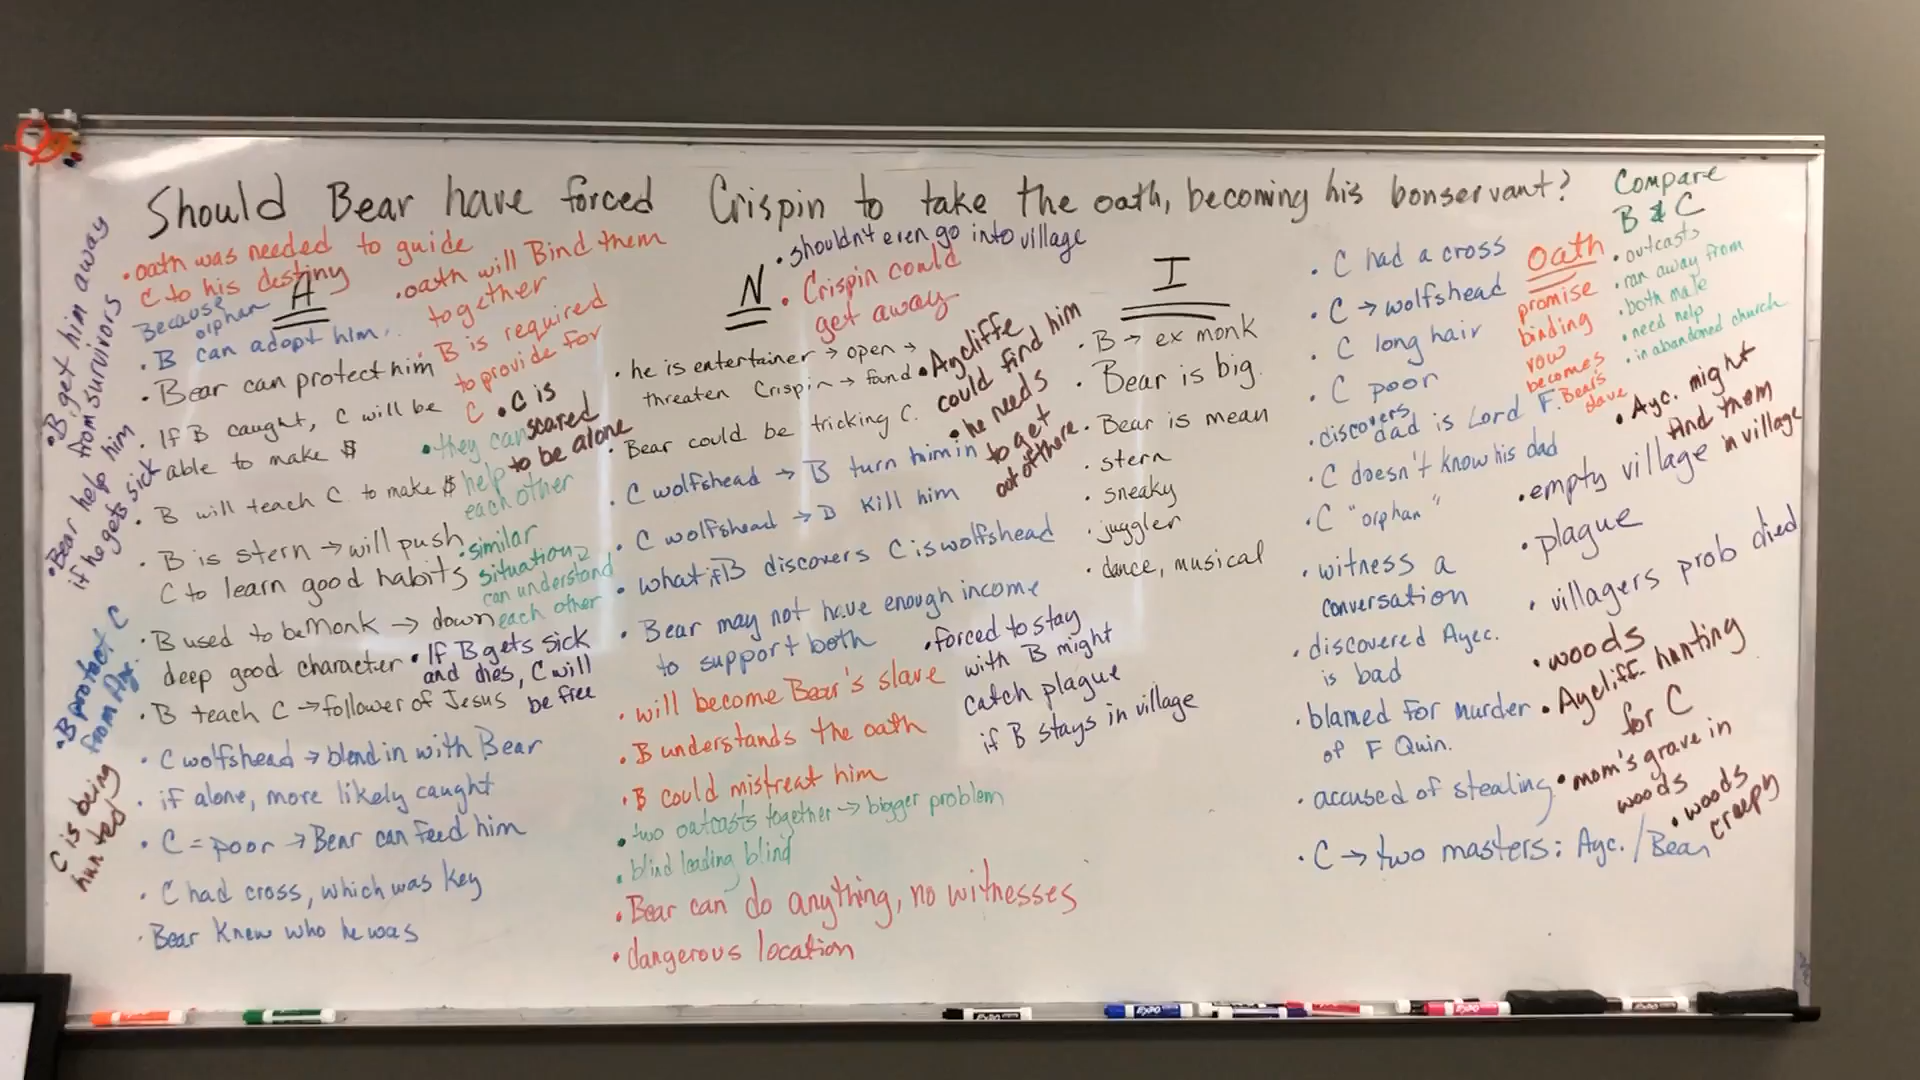 Should Bear have forced Crispin to take the oath, becoming his bonservant?
A
• oath was needed to guide
C to his destiny
• oath will Bind them
together
Because
orphan
• B can adopt him
• Bear can protect him
• B is required
to provide for
C
• If B caught, C will be
able to make $
• C is
scared
to be alone
• they can
help
each other
• B will teach C to make $
• B is stern → will push
C to learn good habits
• similar
situations
can understand
each other
• B used to be Monk → down
deep good character
• If B gets sick
and dies, C will
be free
• B teach C → follower of Jesus
• C wolfshead → blend in with Bear
• if alone, more likely caught
• C = poor → Bear can feed him
• C had cross, which was key
• Bear knew who he was
• B get him away
from survivors
• Bear help him
if he gets sick
• B protect C
from Ay.
C is being
hunted
N
• shouldn't even go into village
• Crispin could
get away
• he is entertainer → open →
threaten Crispin → found
• Aycliffe
could find him
• Bear could be tricking C.
• he needs
to get
out of there
• C wolfshead → B turn him in
• C wolfshead → B kill him
• what if B discovers C is wolfshead
• Bear may not have enough income
to support both
• forced to stay
with B might
catch plague
if B stays in village
• will become Bear's slave
• B understands the oath
• B could mistreat him
• two outcasts together → bigger problem
• blind leading blind
• Bear can do anything, no witnesses
• dangerous location
I
• B → ex monk
• Bear is big
• Bear is mean
• stern
• sneaky
• juggler
• dance, musical
• C had a cross
• C → wolfshead
• C long hair
• C poor
• discovers
dad is Lord F.
• C doesn't know his dad
• C "orphan"
• witness a
conversation
• discovered Ayec.
is bad
• blamed for murder
of F Quin.
• accused of stealing
• C → two masters: Ayc. / Bear
Oath
promise
binding
vow
becomes
Bear's
slave
Compare
B & C
• outcasts
• ran away from
• both male
• need help
• in abandoned church
• Ayc. might
find them
in village
• empty village
• plague
• villagers prob died
• woods
• Aycliff. hunting
for C
• mom's grave in
woods
• woods
creepy
EXPO
EXPO
EXPO
EXPO
EXPO